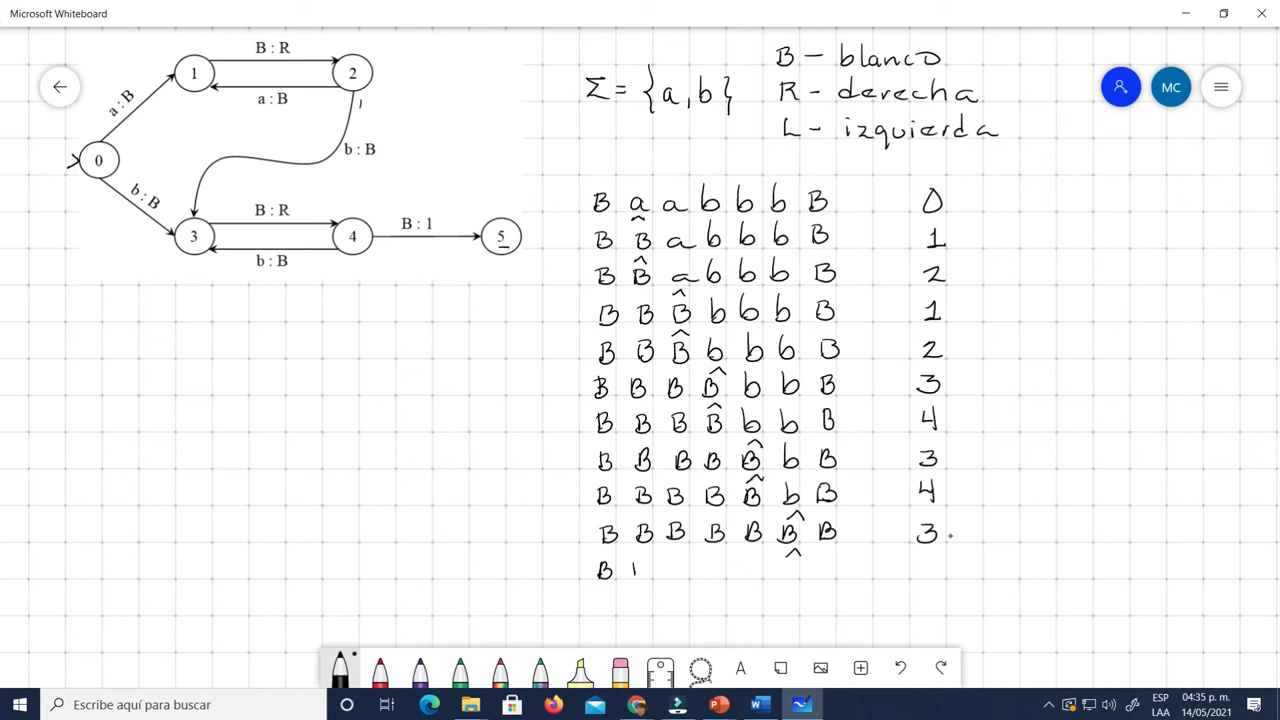 Microsoft Whiteboard
MC
B : R
1
2
a : B
a : B
0
b : B
b : B
B : R
3
4
B : 1
5
b : B
Σ = {a, b}
B - blanco
R - derecha
L - izquierda
B a a b b b B 0
B B a b b b B 1
B B a b b b B 2
B B B b b b B 1
B B B b b b B 2
B B B B b b B 3
B B B B b b B 4
B B B B B b B 3
B B B B B b B 4
B B B B B B B 3
B
A
Escribe aquí para buscar
ESP
LAA
04:35 p. m.
14/05/2021